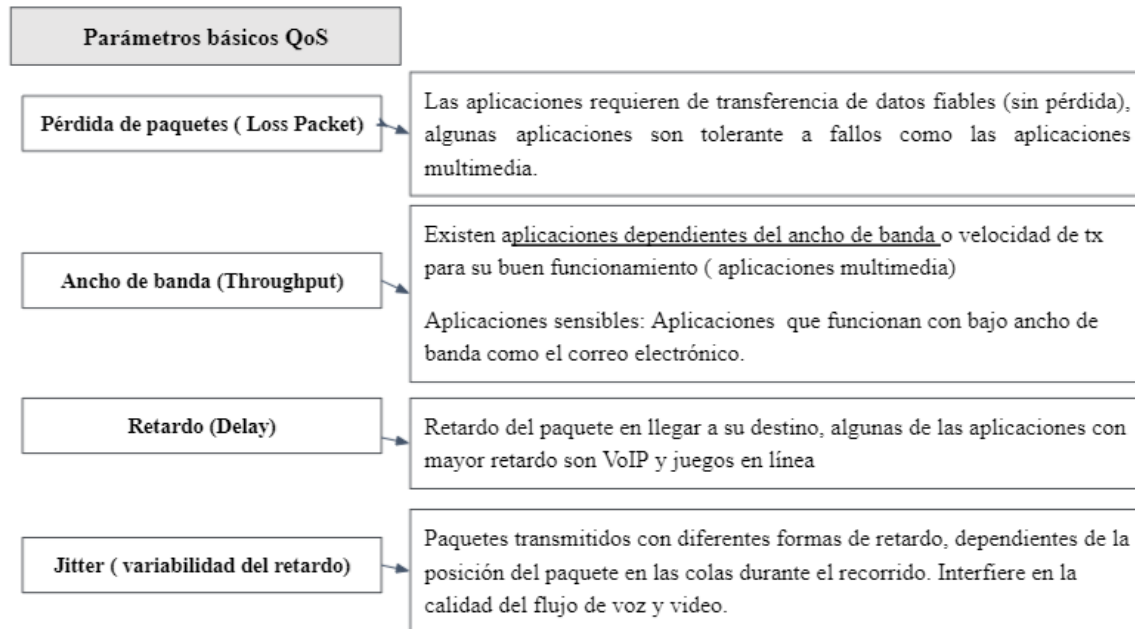 Parámetros básicos QoS
Pérdida de paquetes ( Loss Packet)
Las aplicaciones requieren de transferencia de datos fiables (sin pérdida),
algunas aplicaciones son tolerante a fallos como las aplicaciones
multimedia.
Ancho de banda (Throughput)
Existen aplicaciones dependientes del ancho de banda o velocidad de tx
para su buen funcionamiento ( aplicaciones multimedia)
Aplicaciones sensibles: Aplicaciones que funcionan con bajo ancho de
banda como el correo electrónico.
Retardo (Delay)
Retardo del paquete en llegar a su destino, algunas de las aplicaciones con
mayor retardo son VoIP y juegos en línea
Jitter ( variabilidad del retardo)
Paquetes transmitidos con diferentes formas de retardo, dependientes de la
posición del paquete en las colas durante el recorrido. Interfiere en la
calidad del flujo de voz y video.